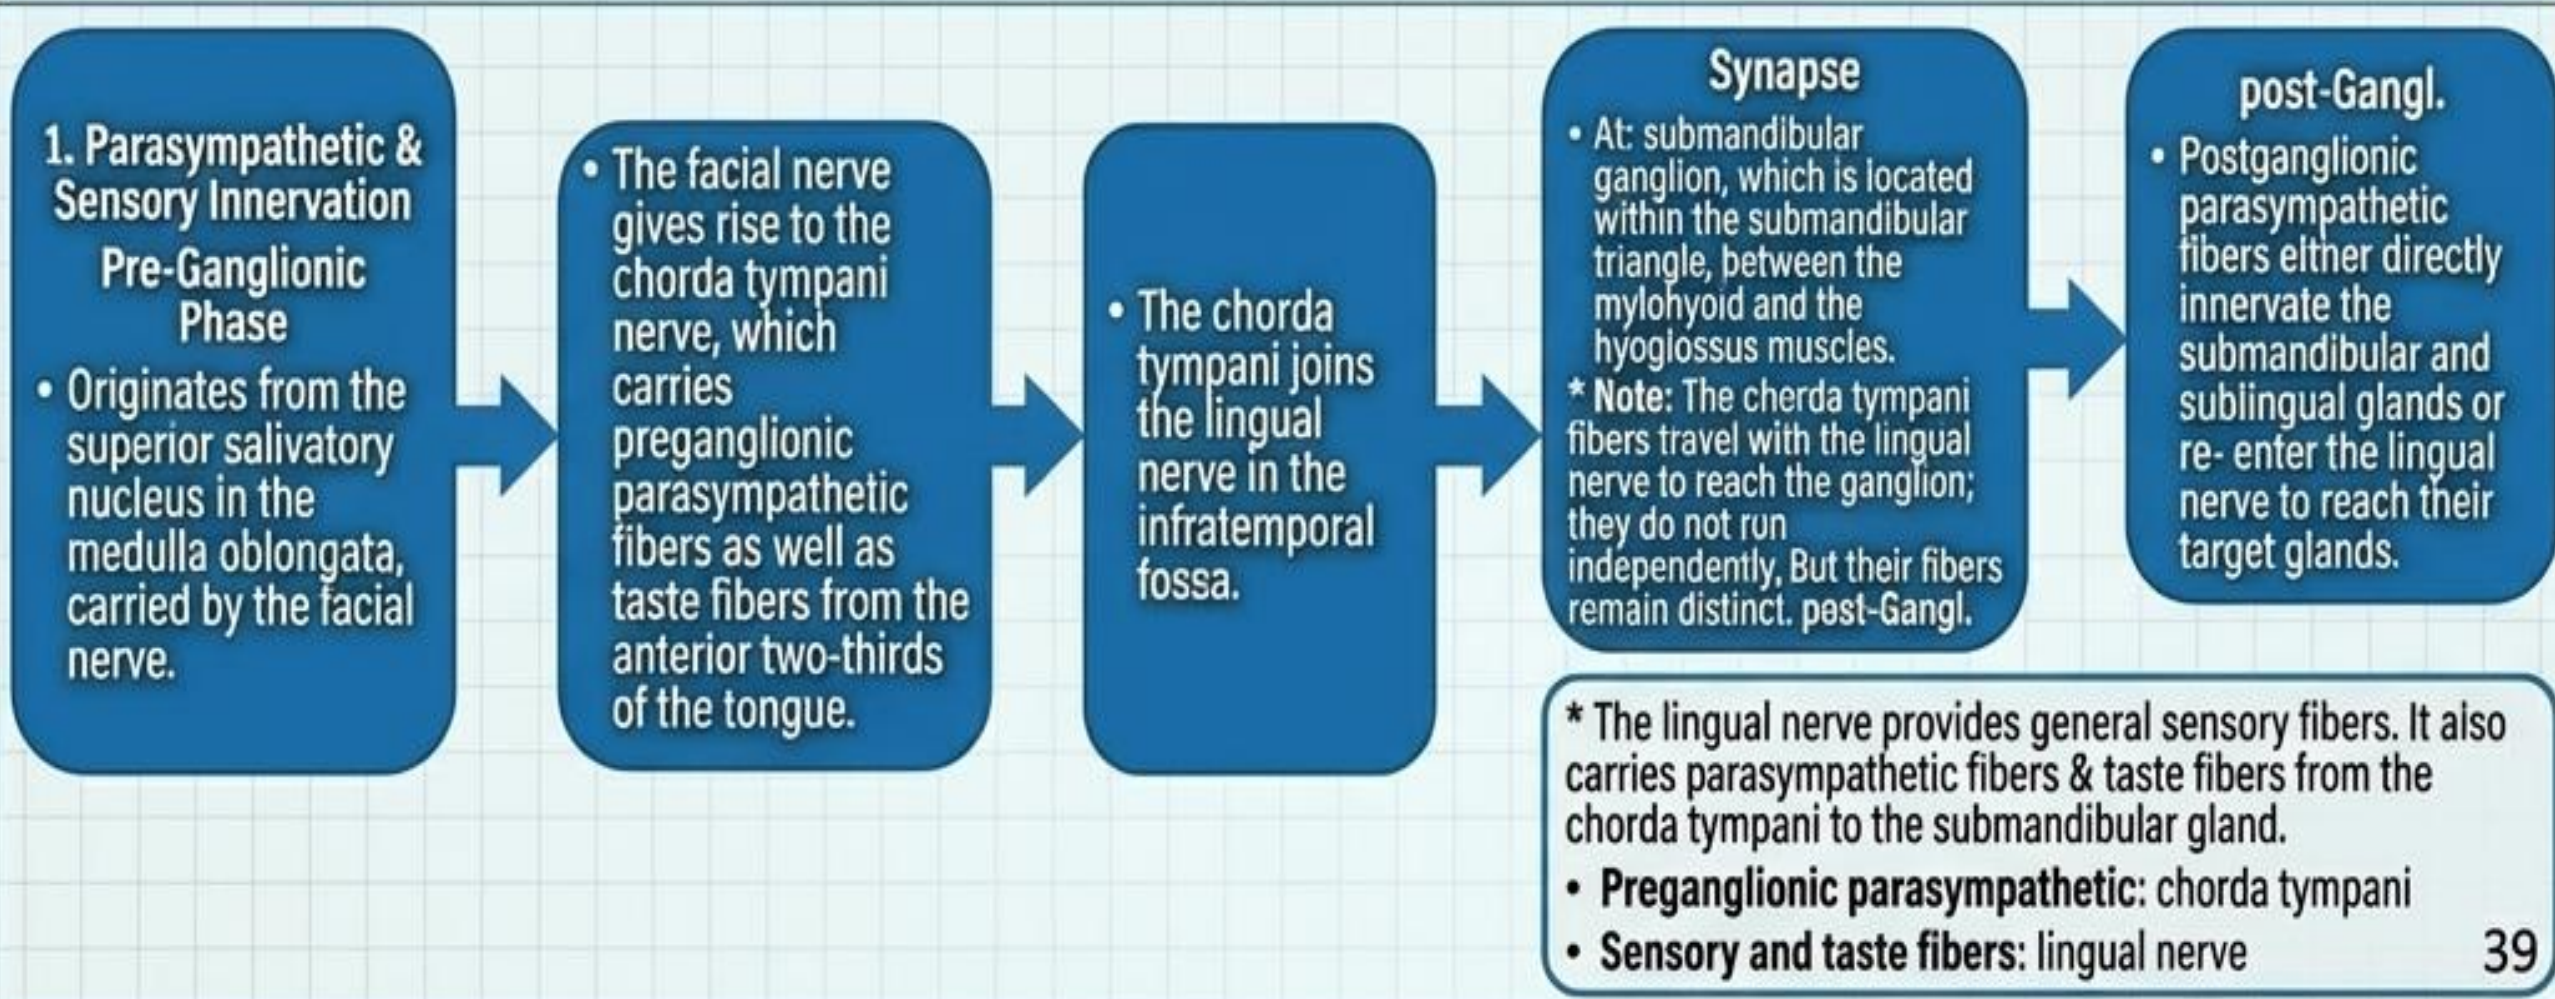 1. Parasympathetic &
Sensory Innervation
Pre-Ganglionic
Phase
• Originates from the
superior salivatory
nucleus in the
medulla oblongata,
carried by the facial
nerve.
• The facial nerve
gives rise to the
chorda tympani
nerve, which
carries
preganglionic
parasympathetic
fibers as well as
taste fibers from the
anterior two-thirds
of the tongue.
• The chorda
tympani joins
the lingual
nerve in the
infratemporal
fossa.
Synapse
• At: submandibular
ganglion, which is located
within the submandibular
triangle, between the
mylohyoid and the
hyoglossus muscles.
* Note: The cherda tympani
fibers travel with the lingual
nerve to reach the ganglion;
they do not run
independently, But their fibers
remain distinct. pest-Gangl.
post-Gangl.
• Postganglionic
parasympathetic
fibers either directly
innervate the
submandibular and
sublingual glands or
re- enter the lingual
nerve to reach their
target glands.
* The lingual nerve provides general sensory fibers. It also
carries parasympathetic fibers & taste fibers from the
chorda tympani to the submandibular gland.
• Preganglionic parasympathetic: chorda tympani
• Sensory and taste fibers: lingual nerve
39